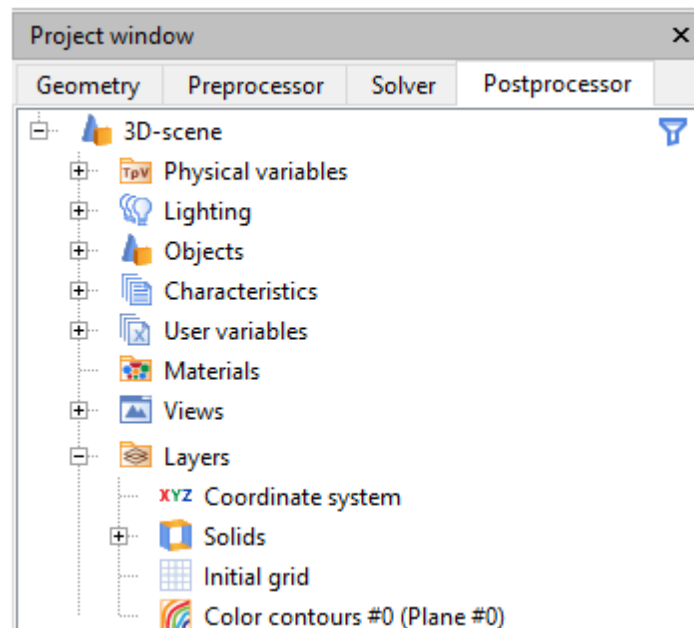 Project window
Geometry Preprocessor Solver Postprocessor
3D-scene
TpV Physical variables
Lighting
Objects
Characteristics
x User variables
Materials
Views
Layers
XYZ Coordinate system
Solids
Initial grid
Color contours #0 (Plane #0)